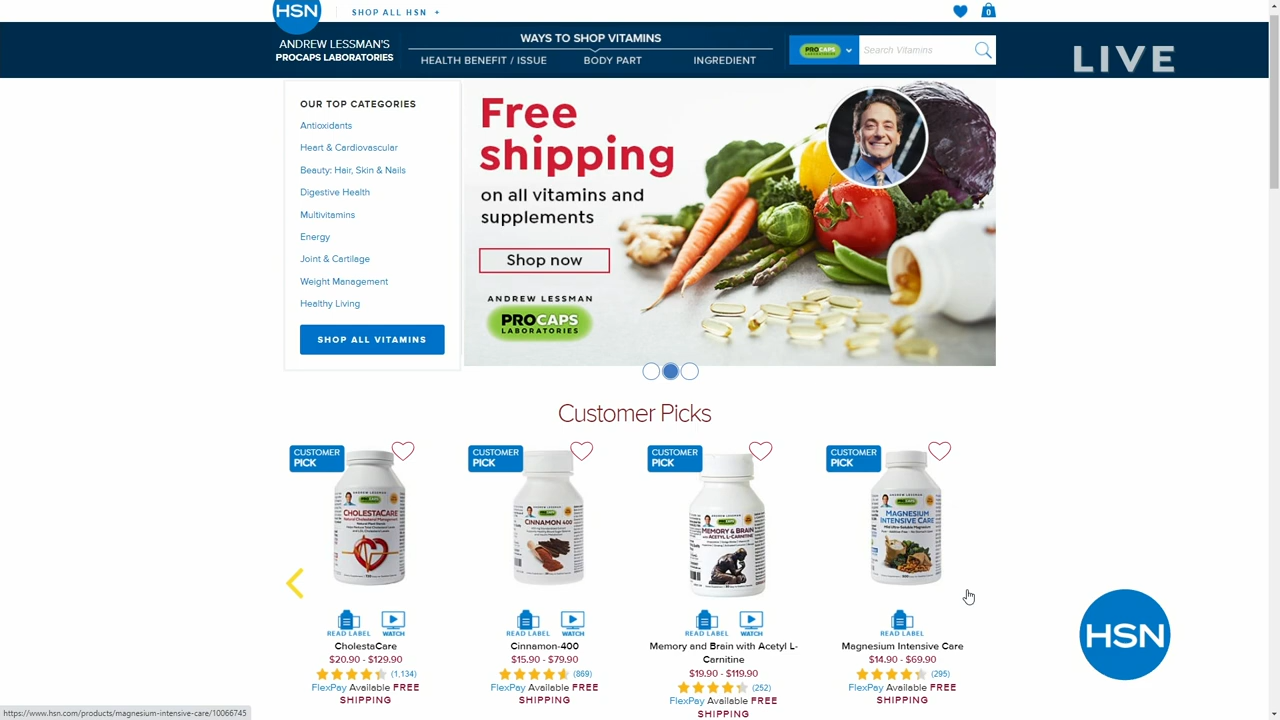 HSN
SHOP ALL HSN +
0
ANDREW LESSMAN'S
PROCAPS LABORATORIES
WAYS TO SHOP VITAMINS
HEALTH BENEFIT / ISSUE
BODY PART
INGREDIENT
PROCAPS
Search Vitamins
LIVE
OUR TOP CATEGORIES
Antioxidants
Heart & Cardiovascular
Beauty: Hair, Skin & Nails
Digestive Health
Multivitamins
Energy
Joint & Cartilage
Weight Management
Healthy Living
SHOP ALL VITAMINS
Free
shipping
on all vitamins and
supplements
Shop now
ANDREW LESSMAN
PROCAPS
LABORATORIES
Customer Picks
CUSTOMER
PICK
CHOLESTACARE
READ LABEL
WATCH
CholestaCare
$20.90 - $129.90
(1,134)
FlexPay Available FREE
SHIPPING
CUSTOMER
PICK
CINNAMON 400
READ LABEL
WATCH
Cinnamon-400
$15.90 - $79.90
(869)
FlexPay Available FREE
SHIPPING
CUSTOMER
PICK
MEMORY & BRAIN
WITH ACETYL L-CARNITINE
READ LABEL
WATCH
Memory and Brain with Acetyl L-
Carnitine
$19.90 - $119.90
(252)
FlexPay Available FREE
SHIPPING
CUSTOMER
PICK
MAGNESIUM
INTENSIVE CARE
READ LABEL
Magnesium Intensive Care
$14.90 - $69.90
(295)
FlexPay Available FREE
SHIPPING
HSN
https://www.hsn.com/products/magnesium-intensive-care/10066745